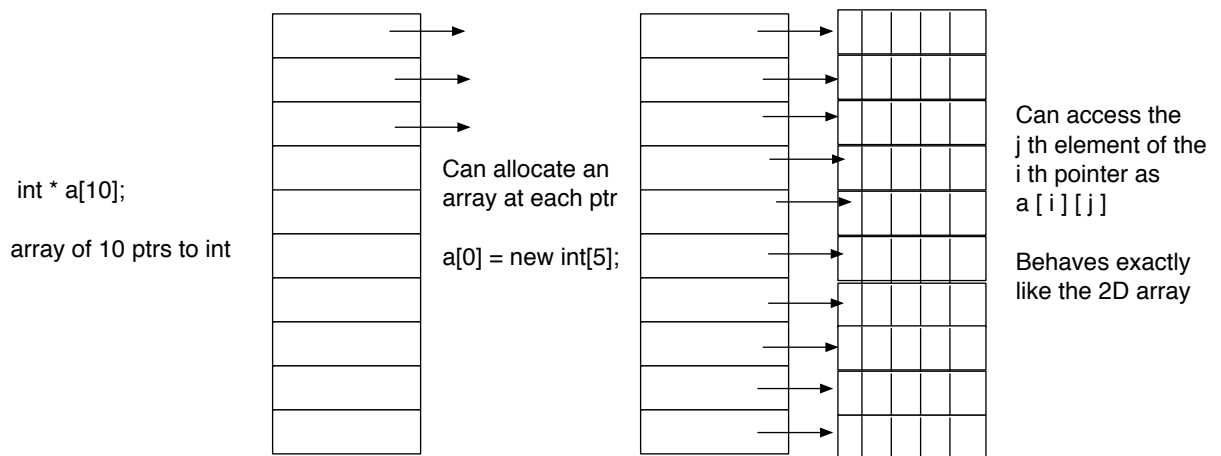 int * a[10];
array of 10 ptrs to int
Can allocate an
array at each ptr
a[0] = new int[5];
Can access the
j th element of the
i th pointer as
a [ i ] [ j ]
Behaves exactly
like the 2D array